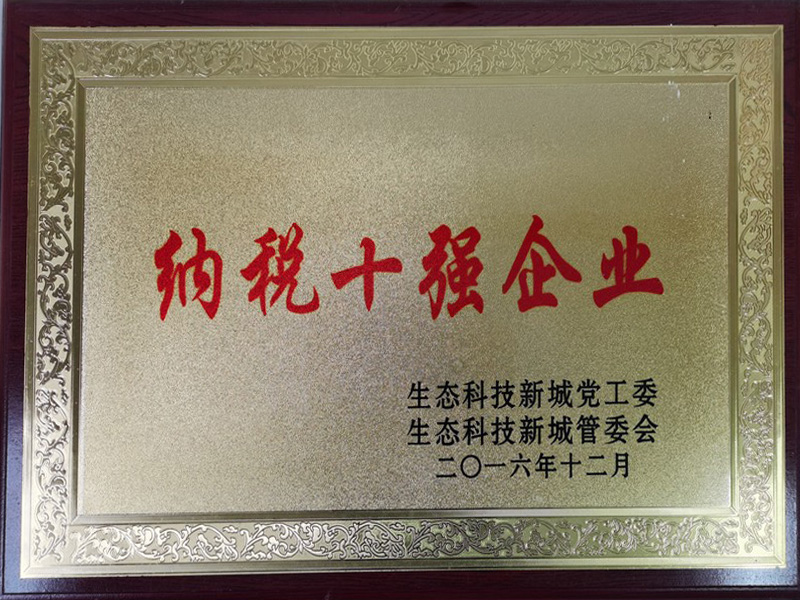 纳税十强企业
生态科技新城党工委
生态科技新城管委会
二〇一六年十二月